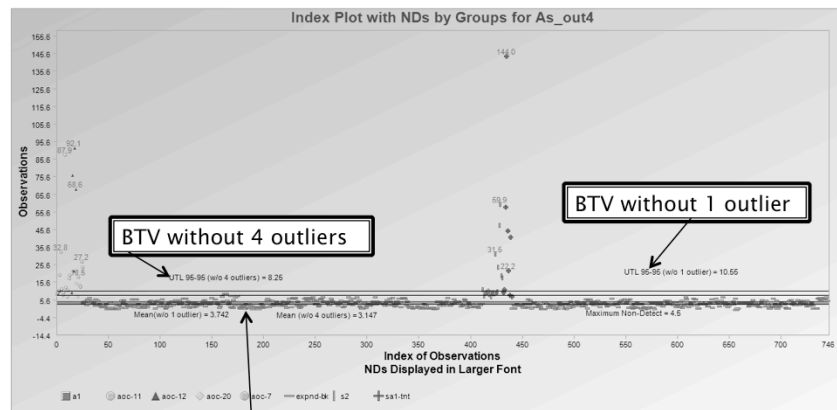 Index Plot with NDs by Groups for As_out4
155.6
145.6
135.6
125.6
115.6
105.6
95.6
85.6
75.6
65.6
55.6
45.6
35.6
25.6
15.6
5.6
-4.4
-14.4
Observations
144.0
92.1
87.9
68.6
59.9
32.8
27.2
31.5
22.2
BTV without 4 outliers
BTV without 1 outlier
UTL 95-95 (w/o 4 outliers) = 8.25
UTL 95-95 (w/o 1 outlier) = 10.55
Mean(w/o 1 outlier) = 3.742
Mean (w/o 4 outliers) = 3.147
Maximum Non-Detect = 4.5
0 50 100 150 200 250 300 350 400 450 500 550 600 650 700 746
Index of Observations
NDs Displayed in Larger Font
a1 aoc-11 aoc-12 aoc-20 aoc-7 expnd-bk s2 sa1-tnt